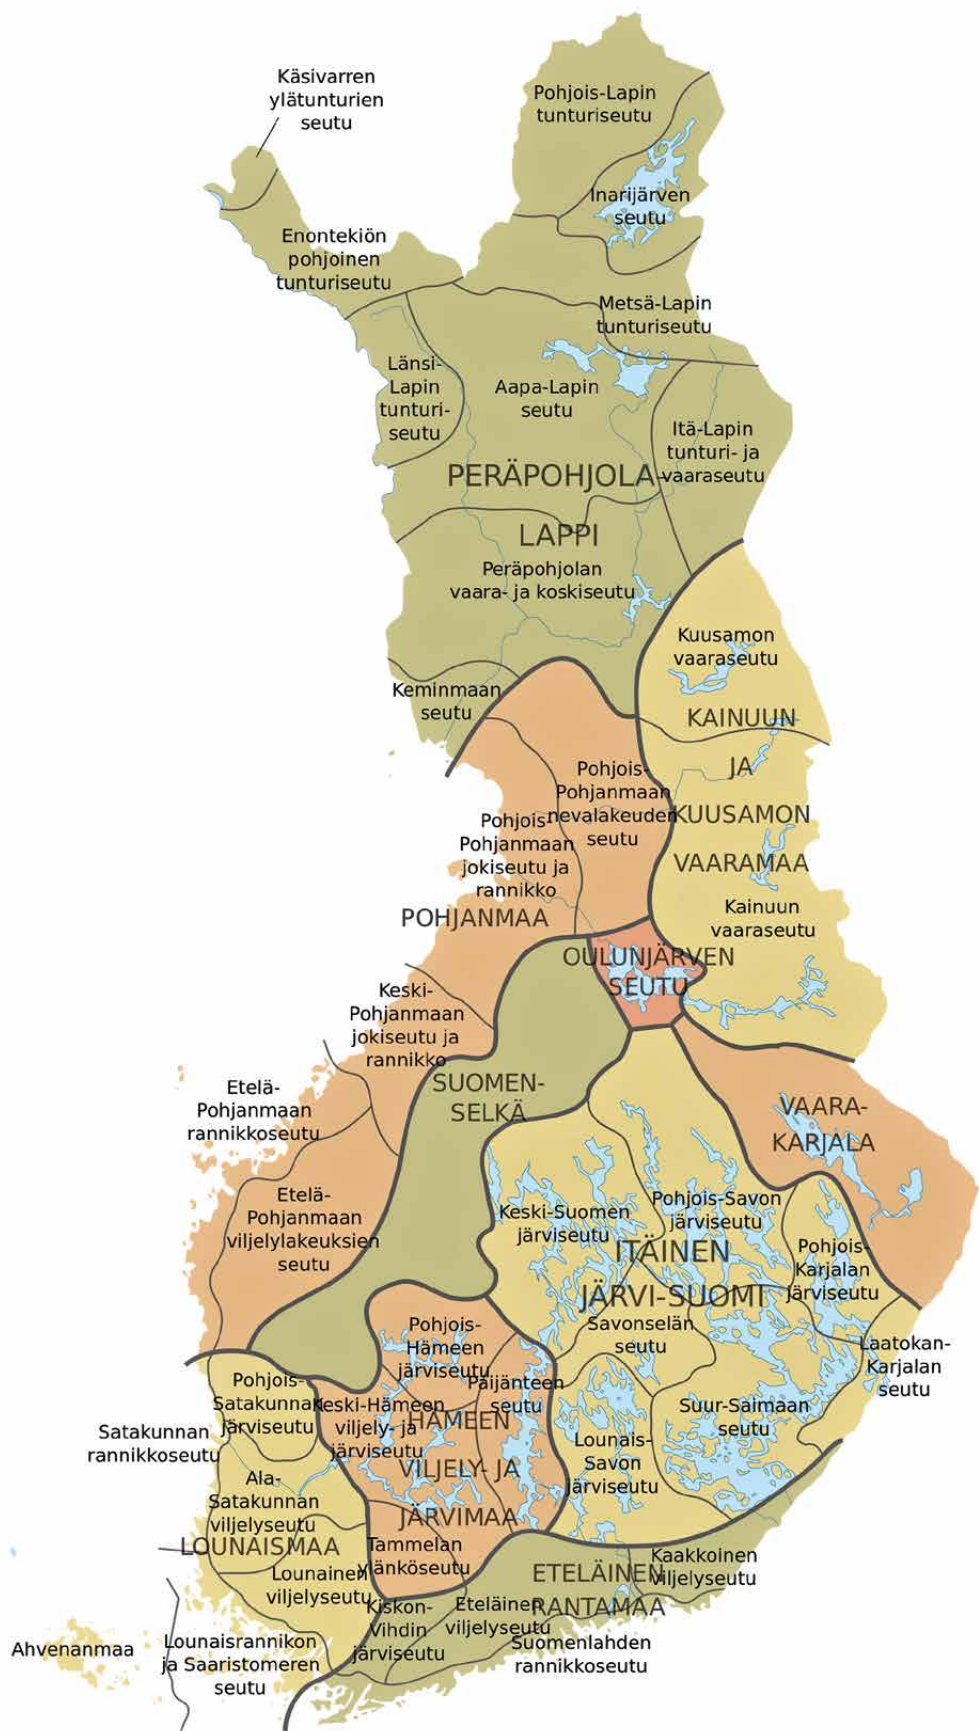 Käsivarren
ylätunturien
seutu
Pohjois-Lapin
tunturiseutu
Inarijärven
seutu
Enontekiön
pohjoinen
tunturiseutu
Metsä-Lapin
tunturiseutu
Länsi-
Lapin
tunturi-
seutu
Aapa-Lapin
seutu
Itä-Lapin
tunturi- ja
vaaraseutu
PERÄPOHJOLA-
LAPPI
Peräpohjolan
vaara- ja koskiseutu
Kuusamon
vaaraseutu
Keminmaan
seutu
KAINUUN
JA
KUUSAMON
VAARAMAA
Pohjois-
Pohjanmaan
nevalakeuden
seutu
Pohjois-
Pohjanmaan
jokiseutu ja
rannikko
Kainuun
vaaraseutu
POHJANMAA
OULUNJÄRVEN
SEUTU
Keski-
Pohjanmaan
jokiseutu ja
rannikko
SUOMEN-
SELKÄ
Etelä-
Pohjanmaan
rannikkoseutu
VAARA-
KARJALA
Etelä-
Pohjanmaan
viljelylakeuksien
seutu
Keski-Suomen
järviseutu
Pohjois-Savon
järviseutu
ITÄINEN
JÄRVI-SUOMI
Pohjois-
Karjalan
järviseutu
Savonselän
seutu
Laatokan-
Karjalan
seutu
Pohjois-
Hämeen
järviseutu
Päijänteen
seutu
Pohjois-
Satakunnan
järviseutu
Keski-Hämeen
viljely- ja
järviseutu
HÄMEEN
VILJELY- JA
JÄRVIMAA
Suur-Saimaan
seutu
Satakunnan
rannikkoseutu
Lounais-
Savon
järviseutu
Ala-
Satakunnan
viljelyseutu
LOUNAISMAA
Tammelan
ylänköseutu
Lounainen
viljelyseutu
ETELÄINEN
RANTAMAA
Kaakkoinen
viljelyseutu
Kiskon-
Vihdin
järviseutu
Eteläinen
viljelyseutu
Suomenlahden
rannikkoseutu
Ahvenanmaa
Lounaisrannikon
ja Saaristomeren
seutu